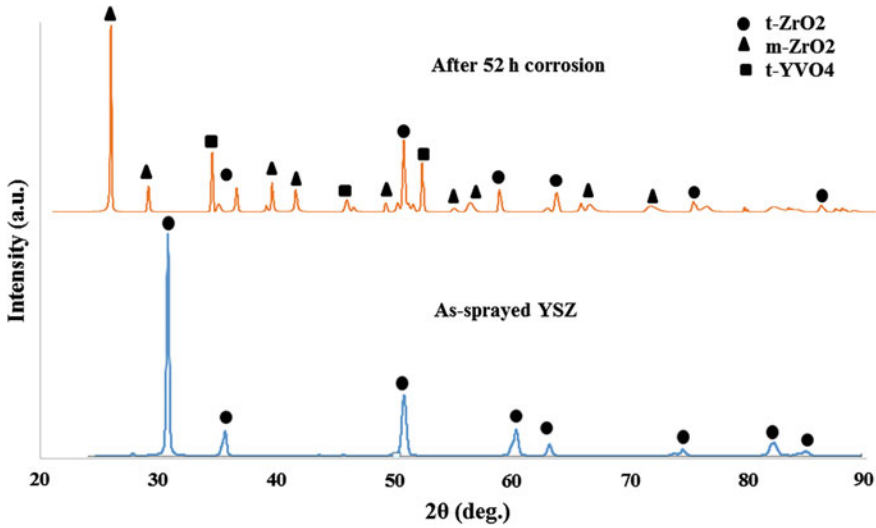 t-ZrO2
m-ZrO2
t-YVO4
After 52 h corrosion
As-sprayed YSZ
Intensity (a.u.)
20 30 40 50 60 70 80 90
2θ (deg.)